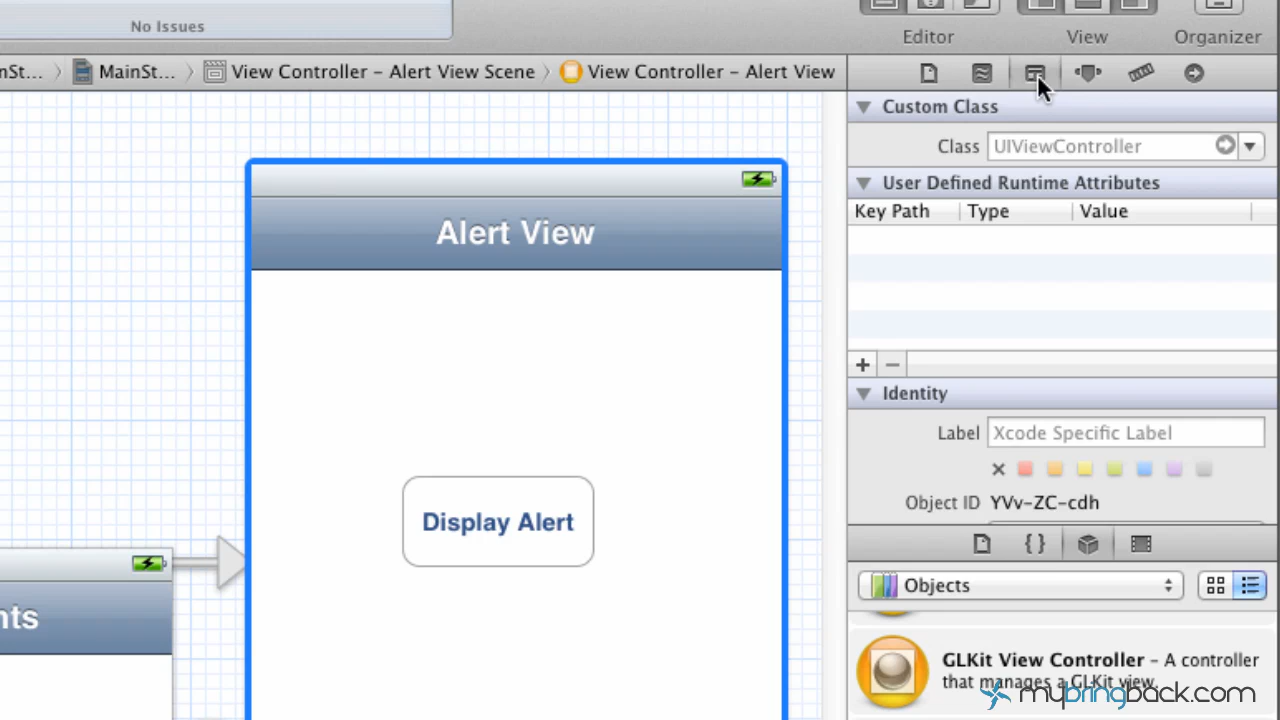 No Issues
Editor
View
Organizer
nSt...
MainSt...
View Controller – Alert View Scene
View Controller – Alert View
Custom Class
Class
UIViewController
User Defined Runtime Attributes
Key Path
Type
Value
Alert View
Identity
Label
Xcode Specific Label
Object ID
YVv-ZC-cdh
Display Alert
nts
{}
Objects
GLKit View Controller – A controller
that manages a GLKit view.
mybringback.com